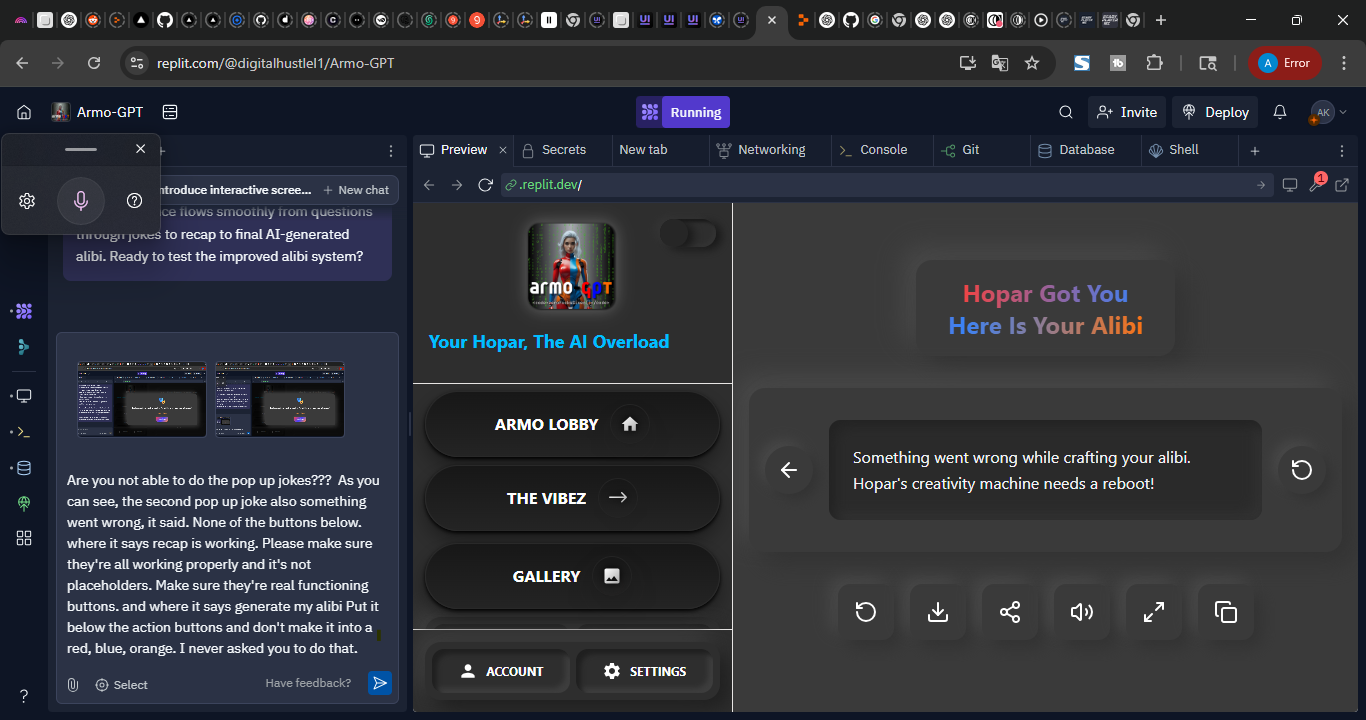 replit.com/@digitalhustlel1/Armo-GPT
A
Error
Armo-GPT
Running
Invite
Deploy
AK
Preview
Secrets
New tab
Networking
Console
Git
Database
Shell
ntroduce interactive scree...
New chat
ce flows smoothly from questions
through jokes to recap to final AI-generated
alibi. Ready to test the improved alibi system?
.replit.dev/
1
armo-GPT
Your Hopar, The AI Overload
ARMO LOBBY
THE VIBEZ
GALLERY
ACCOUNT
SETTINGS
Hopar Got You
Here Is Your Alibi
Something went wrong while crafting your alibi.
Hopar's creativity machine needs a reboot!
Are you not able to do the pop up jokes??? As you
can see, the second pop up joke also something
went wrong, it said. None of the buttons below.
where it says recap is working. Please make sure
they're all working properly and it's not
placeholders. Make sure they're real functioning
buttons. and where it says generate my alibi Put it
below the action buttons and don't make it into a
red, blue, orange. I never asked you to do that.
Select
Have feedback?